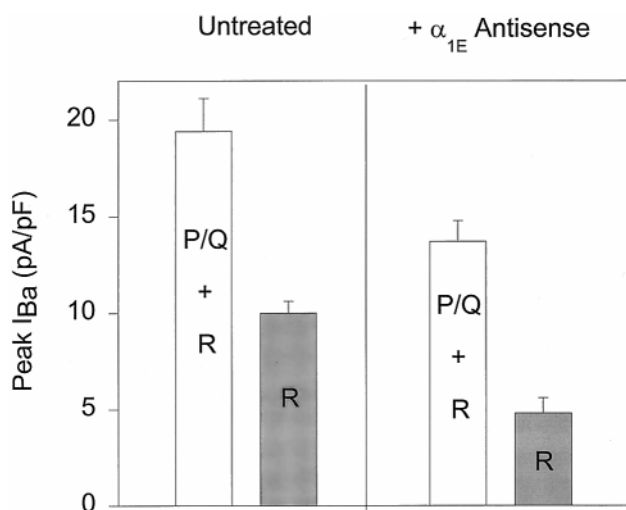 Untreated
+ α1E Antisense
Peak IBa (pA/pF)
20
15
10
5
0
P/Q
+
R
R
P/Q
+
R
R